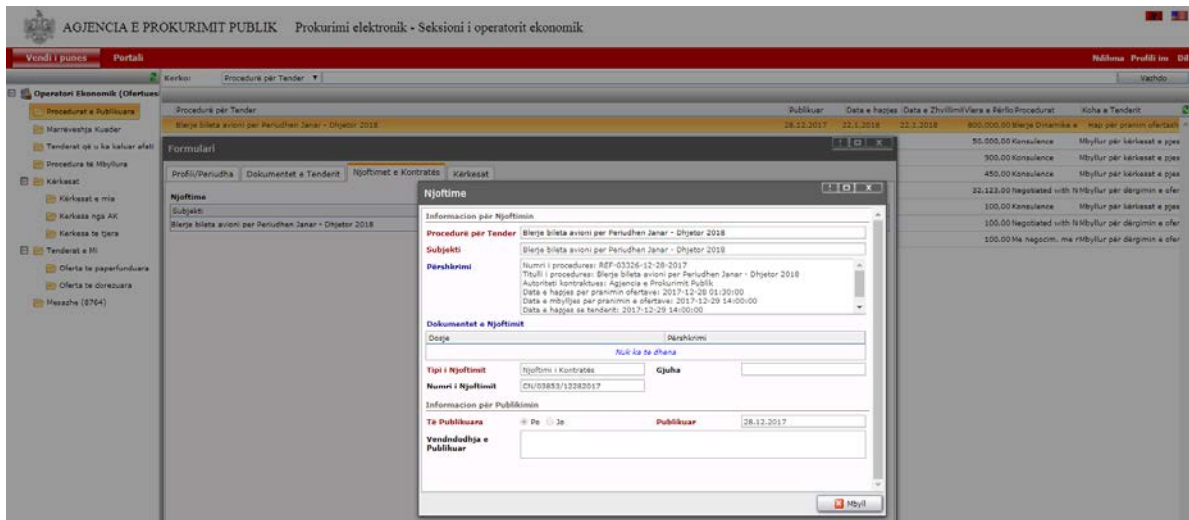 AGJENCIA E PROKURIMIT PUBLIK Prokurimi elektronik - Seksioni i operatorit ekonomik
Vendi i punes Portali Ndihma Profili im Dil
Kerko: Procedurë për Tender Vazhdo
Operatori Ekonomik (Ofertues
Procedurat e Publikuara
Marrëveshja Kuadër
Tenderat që u ka kaluar afati
Procedura të Mbyllura
Kërkesat
Kërkesat e mia
Kerkesa nga AK
Kerkesa te tjera
Tenderat e Mi
Oferta te paperfunduara
Oferta te dorezuara
Mesazhe (8764)
Procedurë për Tender Publikuar Data e hapjes Data e Zhvillimit Vlera e Përllo Procedurat Koha e Tenderit
Blerje bileta avioni per Periudhen Janar - Dhjetor 2018 28.12.2017 22.1.2018 22.1.2018 800.000,00 Blerje Dinamike e Hap për pranim ofertash
50.000,00 Konsulence Mbyllur për kërkesat e pjes
900,00 Konsulence Mbyllur për kërkesat e pjes
450,00 Konsulence Mbyllur për kërkesat e pjes
22.123,00 Negotiated with N Mbyllur për dërgimin e ofer
100,00 Konsulence Mbyllur për kërkesat e pjes
100,00 Negotiated with N Mbyllur për dërgimin e ofer
100,00 Me negocim, me r Mbyllur për dërgimin e ofer
Formulari
Profili/Periudha Dokumentet e Tenderit Njoftimet e Kontratës Kërkesat
Njoftime
Subjekti
Blerje bileta avioni per Periudhen Janar - Dhjetor 2018
Njoftime
Informacion për Njoftimin
Procedurë për Tender Blerje bileta avioni per Periudhen Janar - Dhjetor 2018
Subjekti Blerje bileta avioni per Periudhen Janar - Dhjetor 2018
Përshkrimi Numri i procedures: REF-03326-12-28-2017
Titulli i procedures: Blerje bileta avioni per Periudhen Janar - Dhjetor 2018
Autoriteti kontraktues: Agjencia e Prokurimit Publik
Data e hapjes per pranimin ofertave: 2017-12-28 01:30:00
Data e mbylljes per pranimin e ofertave: 2017-12-29 14:00:00
Data e hapjes se tenderit: 2017-12-29 14:00:00
Dokumentet e Njoftimit
Dosje Përshkrimi
Nuk ka te dhena
Tipi i Njoftimit Njoftimi i Kontratës Gjuha
Numri i Njoftimit CN/03853/12282017
Informacion për Publikimin
Të Publikuara Po Jo Publikuar 28.12.2017
Vendndodhja e
Publikuar
Mbyll